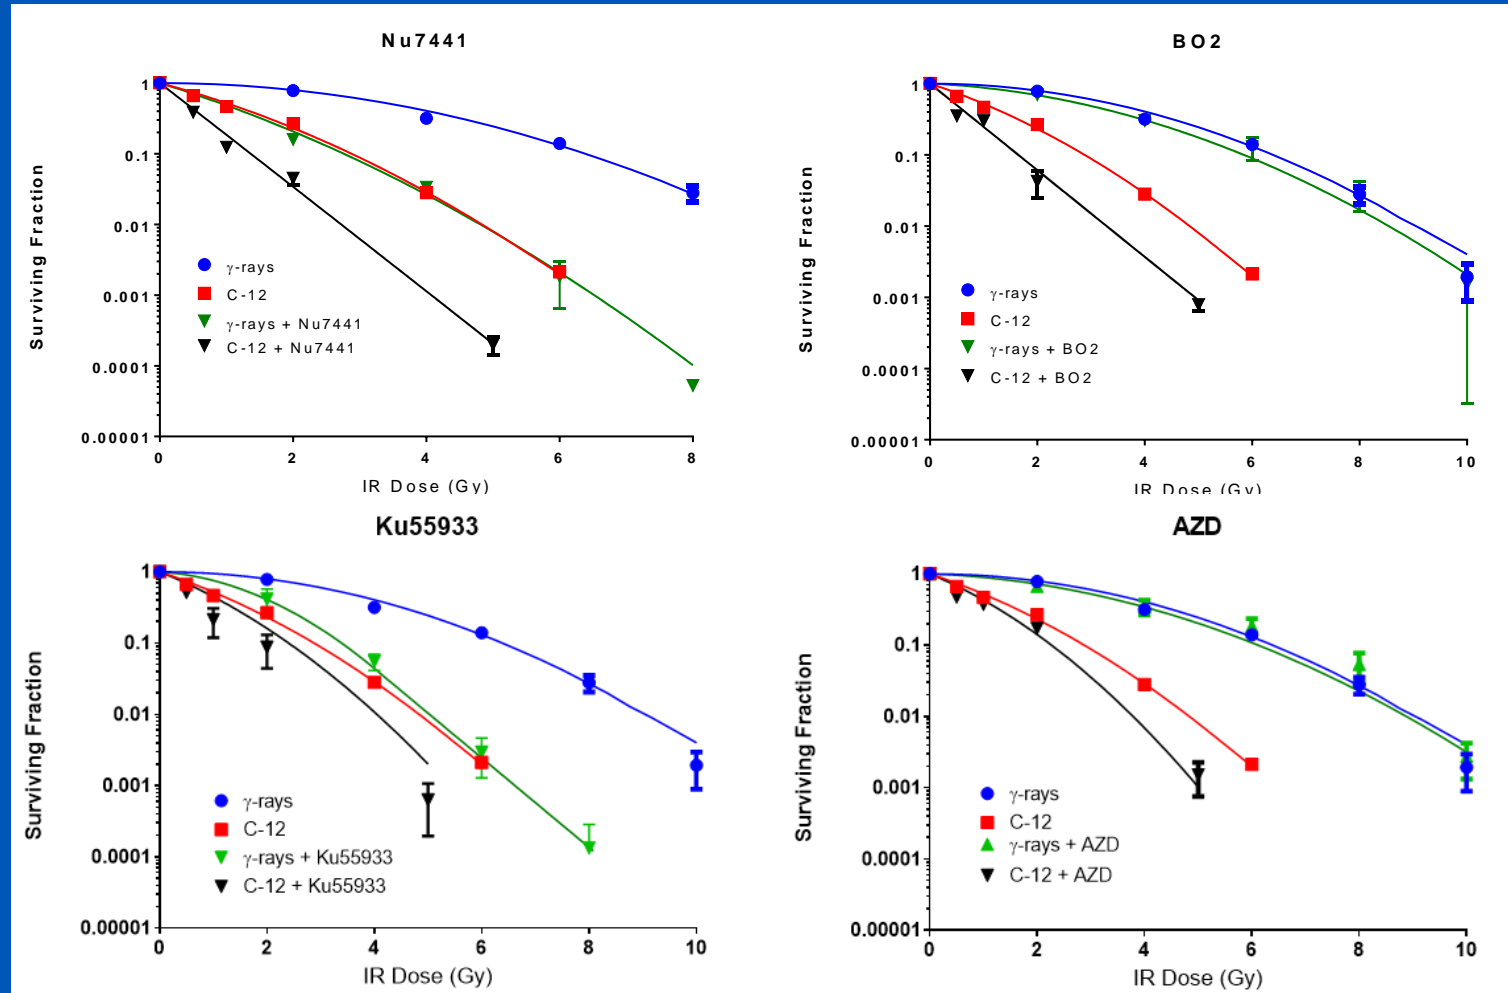 Nu7441
Surviving Fraction
1
0.1
0.01
0.001
0.0001
0.00001
γ-rays
C-12
γ-rays + Nu7441
C-12 + Nu7441
0 2 4 6 8
IR Dose (Gy)
BO2
Surviving Fraction
1
0.1
0.01
0.001
0.0001
0.00001
γ-rays
C-12
γ-rays + BO2
C-12 + BO2
0 2 4 6 8 10
IR Dose (Gy)
Ku55933
Surviving Fraction
1
0.1
0.01
0.001
0.0001
0.00001
γ-rays
C-12
γ-rays + Ku55933
C-12 + Ku55933
0 2 4 6 8 10
IR Dose (Gy)
AZD
Surviving Fraction
1
0.1
0.01
0.001
0.0001
0.00001
γ-rays
C-12
γ-rays + AZD
C-12 + AZD
0 2 4 6 8 10
IR Dose (Gy)